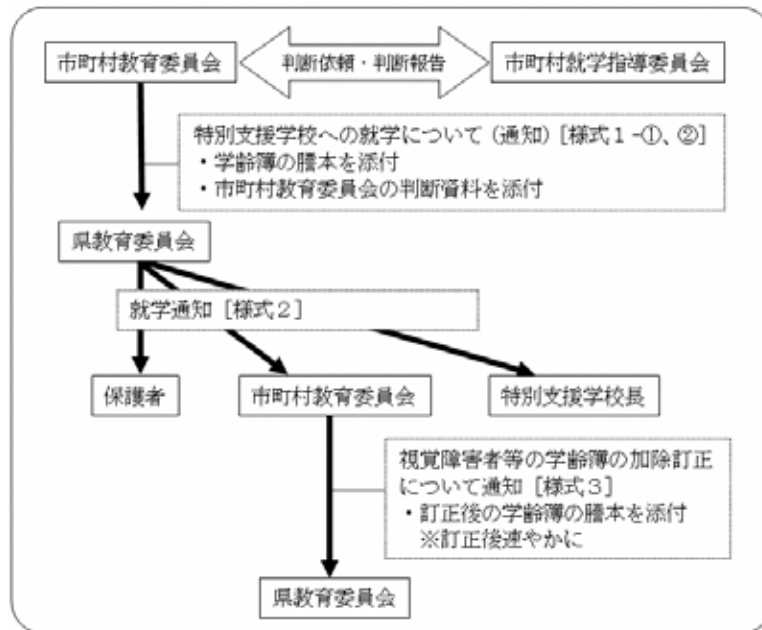 市町村教育委員会
判断依頼・判断報告
市町村就学指導委員会
特別支援学校への就学について（通知）［様式１-①、②］
・学齢簿の謄本を添付
・市町村教育委員会の判断資料を添付
県教育委員会
就学通知［様式２］
保護者
市町村教育委員会
特別支援学校長
視覚障害者等の学齢簿の加除訂正
について通知［様式３］
・訂正後の学齢簿の謄本を添付
※訂正後速やかに
県教育委員会